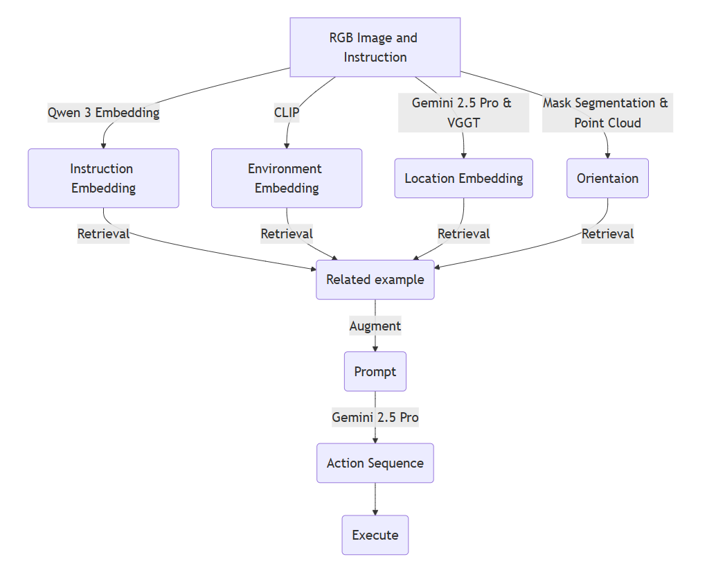 RGB Image and
Instruction
Qwen 3 Embedding
CLIP
Gemini 2.5 Pro &
VGGT
Mask Segmentation &
Point Cloud
Instruction
Embedding
Environment
Embedding
Location Embedding
Orientaion
Retrieval
Retrieval
Retrieval
Retrieval
Related example
Augment
Prompt
Gemini 2.5 Pro
Action Sequence
Execute